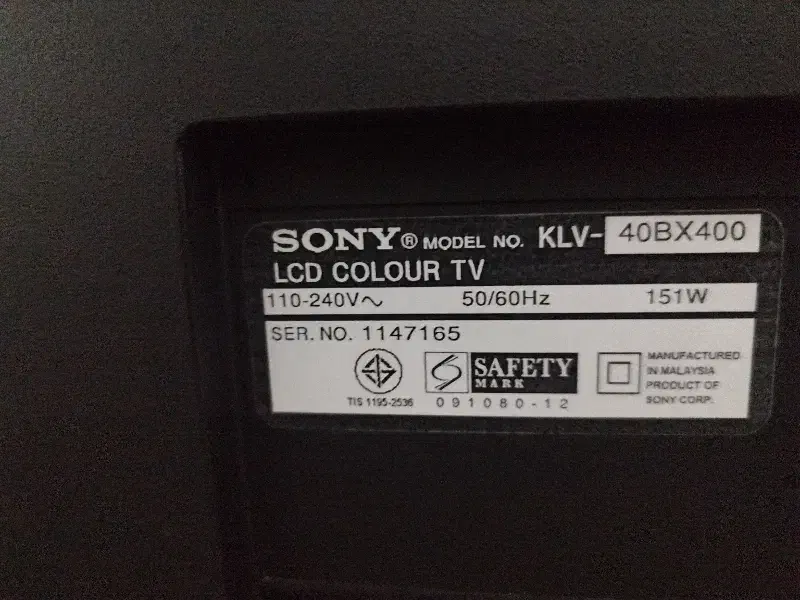 SONY® MODEL NO. KLV-40BX400
LCD COLOUR TV
110-240V~ 50/60Hz 151W
SER. NO. 1147165
SAFETY
MARK
TIS 1195-2536 091080-12
MANUFACTURED
IN MALAYSIA
PRODUCT OF
SONY CORP.